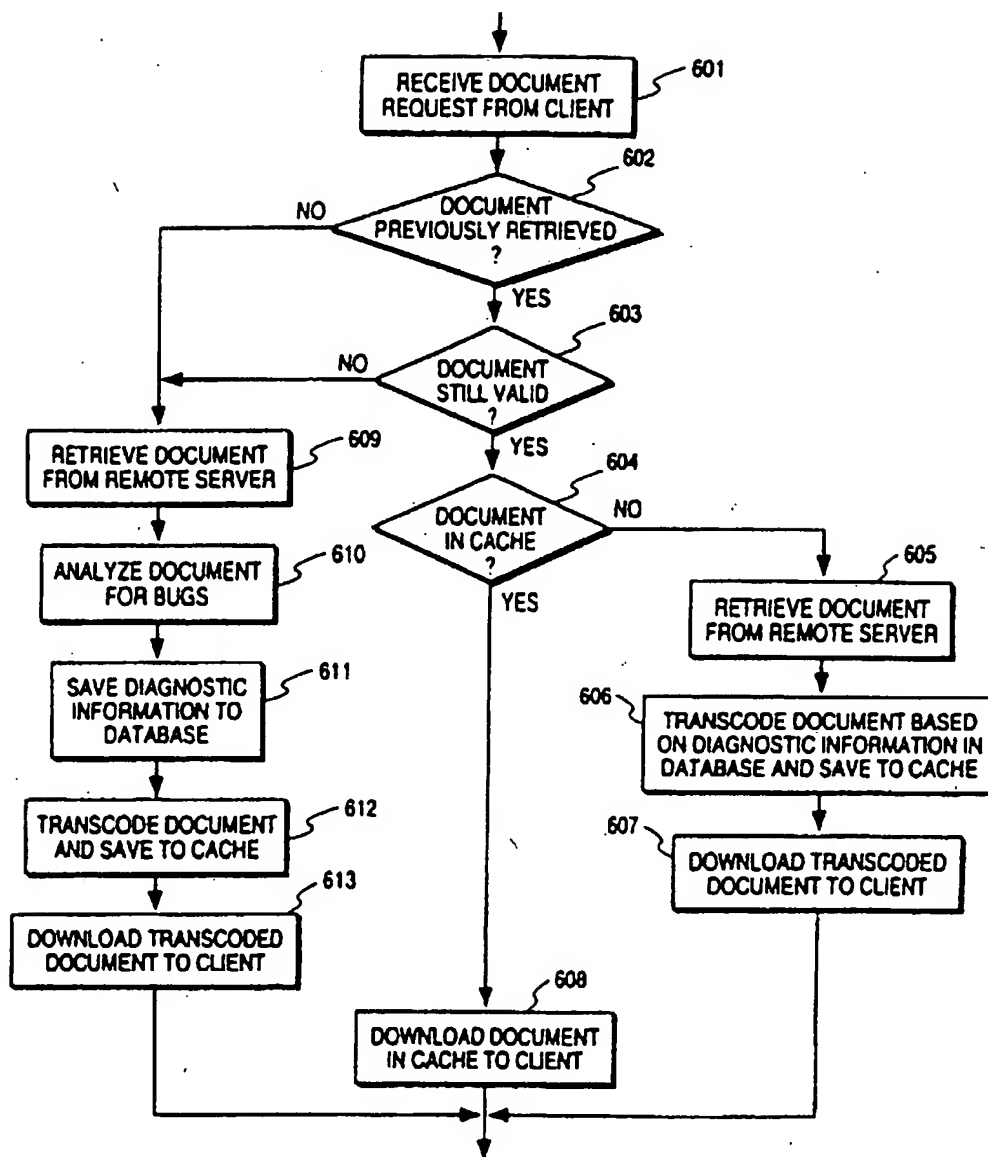 RECEIVE DOCUMENT
REQUEST FROM CLIENT
601
602
DOCUMENT
PREVIOUSLY RETRIEVED
?
NO
YES
603
DOCUMENT
STILL VALID
?
NO
YES
604
DOCUMENT
IN CACHE
?
NO
YES
609
RETRIEVE DOCUMENT
FROM REMOTE SERVER
610
ANALYZE DOCUMENT
FOR BUGS
611
SAVE DIAGNOSTIC
INFORMATION TO
DATABASE
612
TRANSCODE DOCUMENT
AND SAVE TO CACHE
613
DOWNLOAD TRANSCODED
DOCUMENT TO CLIENT
605
RETRIEVE DOCUMENT
FROM REMOTE SERVER
606
TRANSCODE DOCUMENT BASED
ON DIAGNOSTIC INFORMATION IN
DATABASE AND SAVE TO CACHE
607
DOWNLOAD TRANSCODED
DOCUMENT TO CLIENT
608
DOWNLOAD DOCUMENT
IN CACHE TO CLIENT